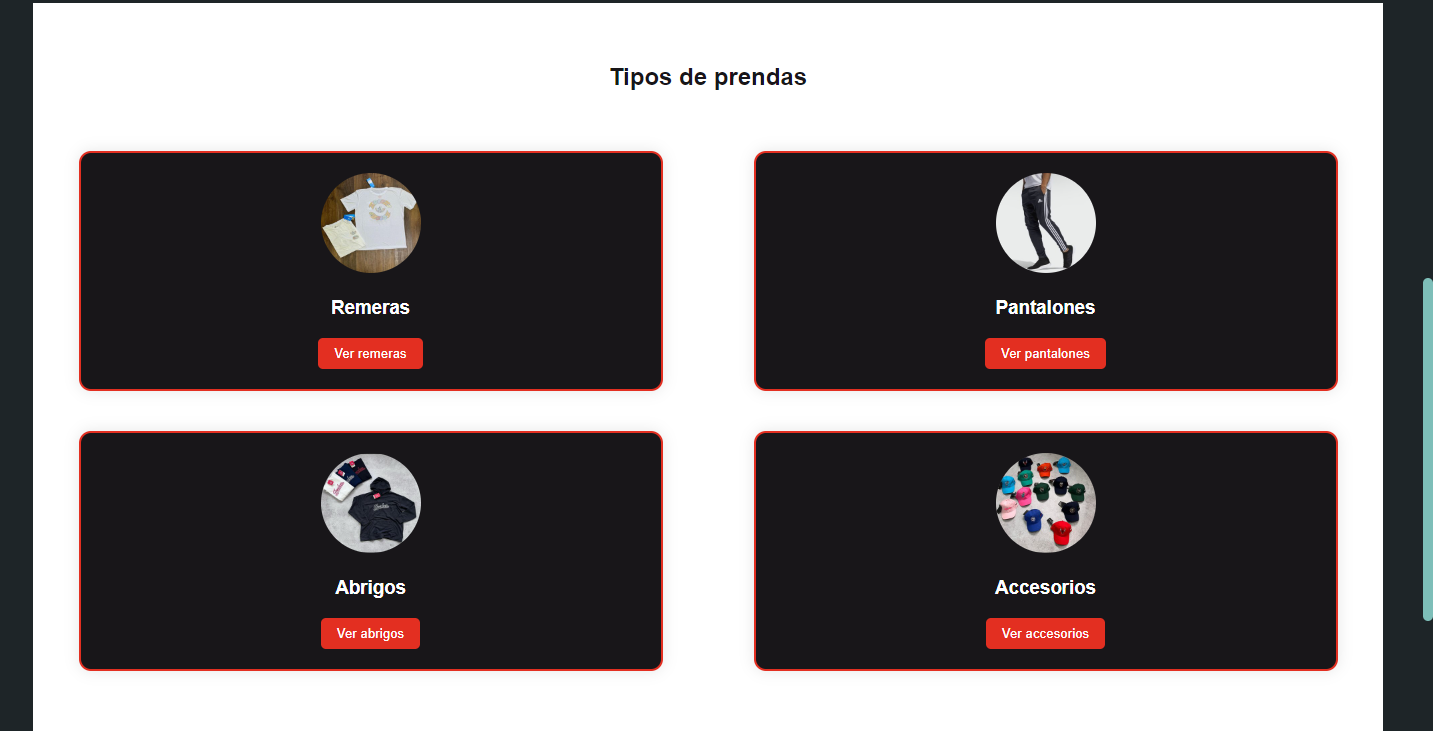 Tipos de prendas
Remeras
Ver remeras
Pantalones
Ver pantalones
Abrigos
Ver abrigos
Accesorios
Ver accesorios